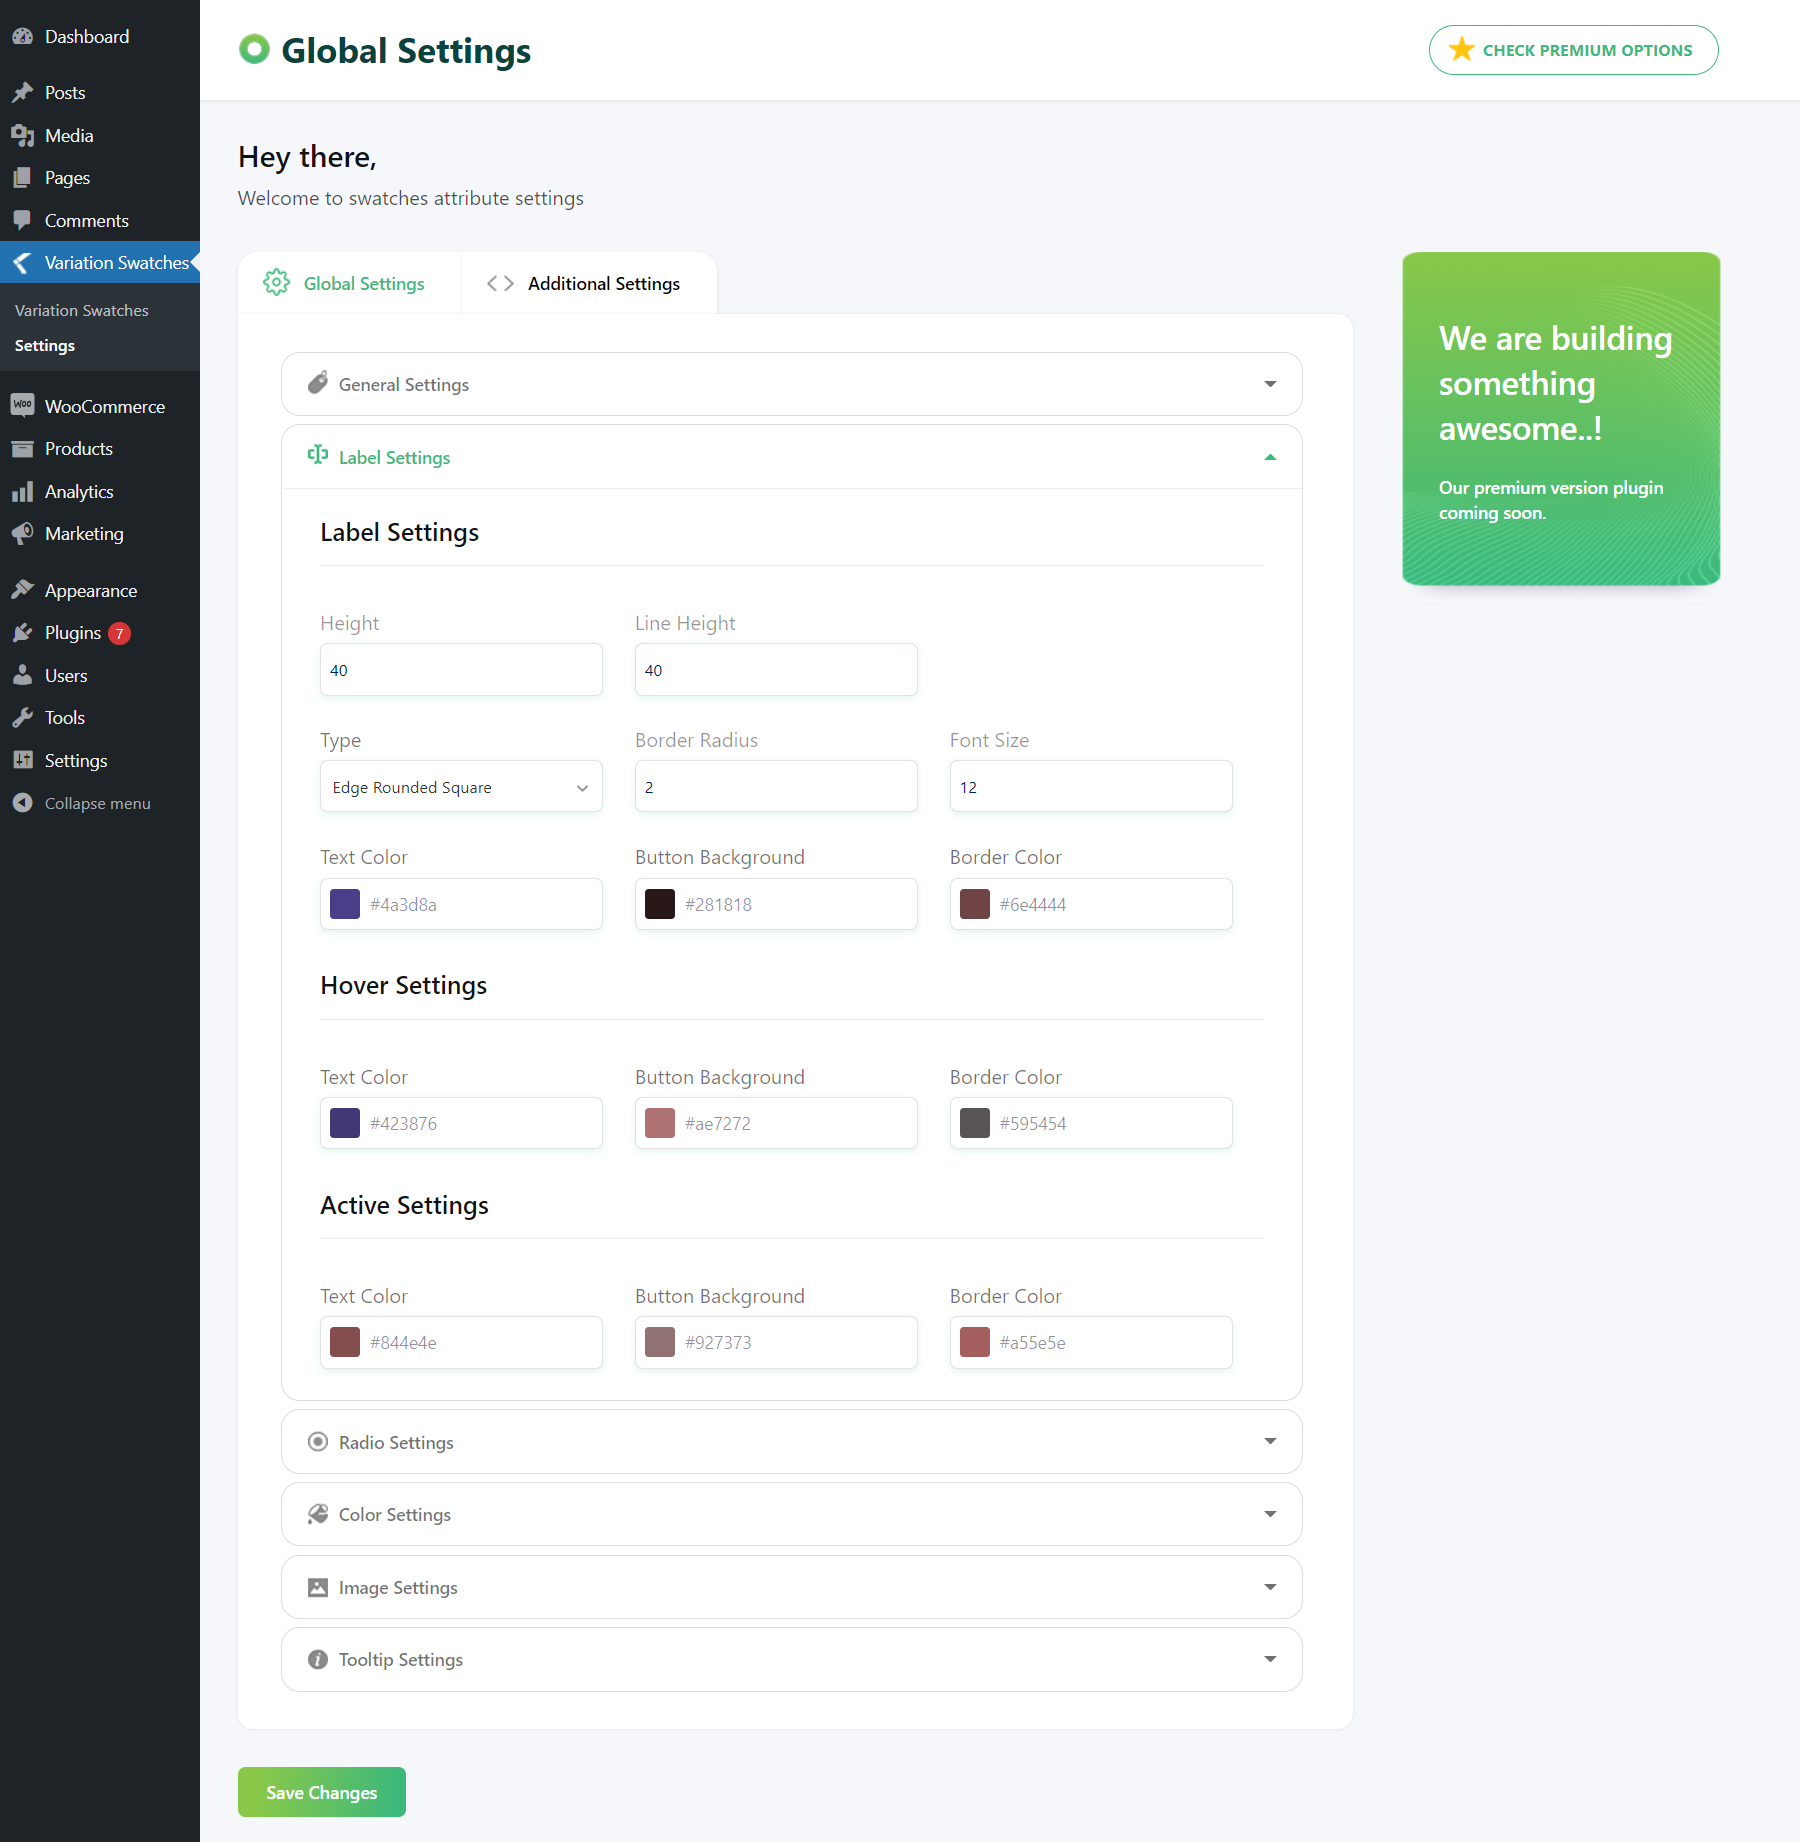 Dashboard
Posts
Media
Pages
Comments
Variation Swatches
Variation Swatches
Settings
WooCommerce
Products
Analytics
Marketing
Appearance
Plugins 7
Users
Tools
Settings
Collapse menu
Global Settings
CHECK PREMIUM OPTIONS
Hey there,
Welcome to swatches attribute settings
Global Settings
Additional Settings
General Settings
Label Settings
Label Settings
Height
Line Height
40
40
Type
Border Radius
Font Size
Edge Rounded Square
2
12
Text Color
Button Background
Border Color
#4a3d8a
#281818
#6e4444
Hover Settings
Text Color
Button Background
Border Color
#423876
#ae7272
#595454
Active Settings
Text Color
Button Background
Border Color
#844e4e
#927373
#a55e5e
Radio Settings
Color Settings
Image Settings
Tooltip Settings
Save Changes
We are building
something
awesome..!
Our premium version plugin
coming soon.